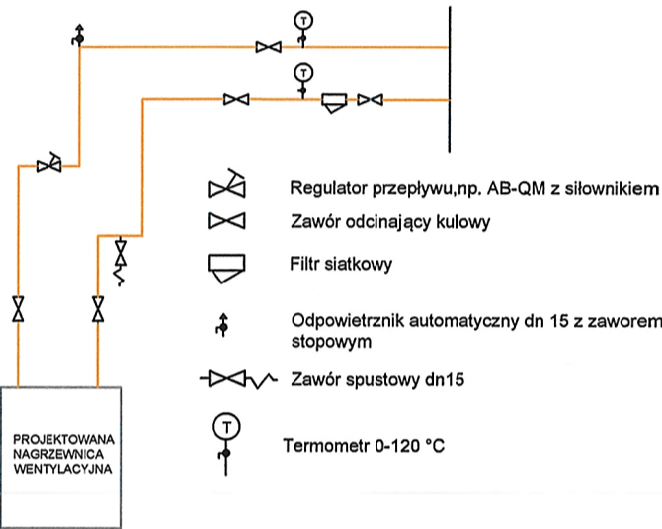 T
T
Regulator przepływu,np. AB-QM z siłownikiem
Zawór odcinający kulowy
Filtr siatkowy
Odpowietrznik automatyczny dn 15 z zaworem
stopowym
Zawór spustowy dn15
T
Termometr 0-120 °C
PROJEKTOWANA
NAGRZEWNICA
WENTYLACYJNA